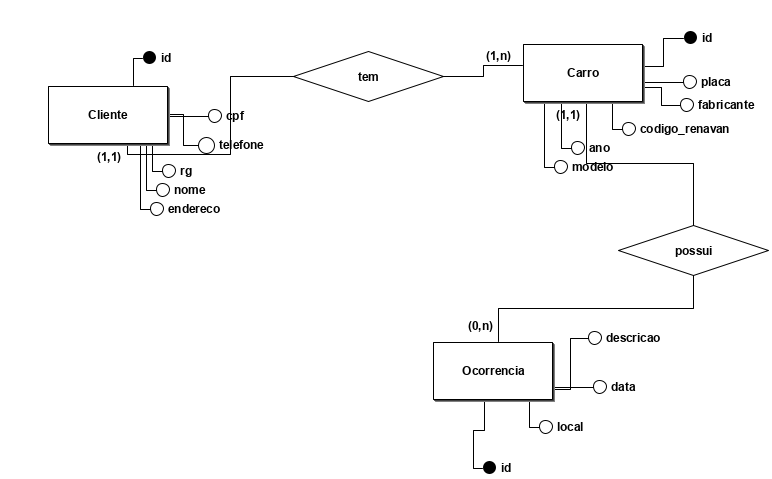 id
(1,n)
id
tem
Carro
placa
fabricante
Cliente
cpf
(1,1)
codigo_renavan
telefone
ano
(1,1)
modelo
rg
nome
endereco
possui
(0,n)
descricao
Ocorrencia
data
local
id